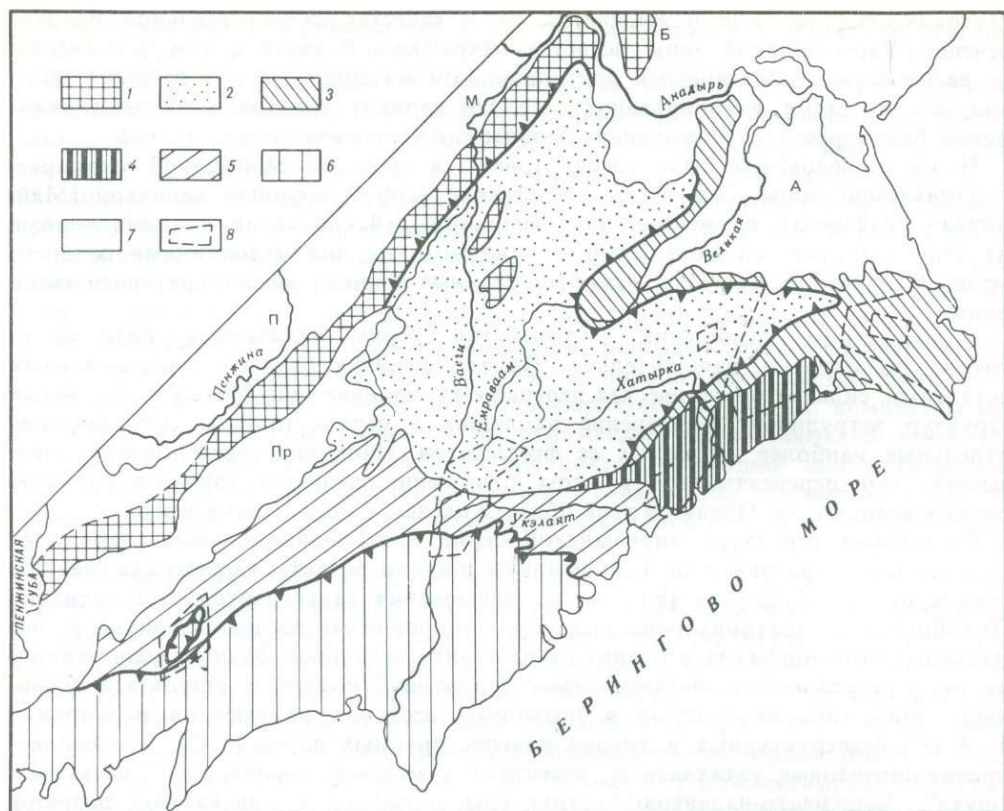 1
2
3
4
5
6
7
8
Б
М
Анадырь
А
Великая
П
Пенжина
Ваеги
Емраваам
Хатырка
Пр
Укэлаят
ПЕНЖИНСКАЯ
ГУБА
БЕРИНГОВО МОРЕ